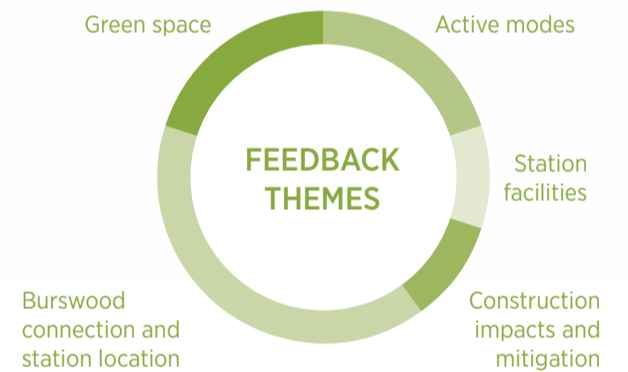 Green space
Active modes
FEEDBACK
THEMES
Station
facilities
Burswood
connection and
station location
Construction
impacts and
mitigation